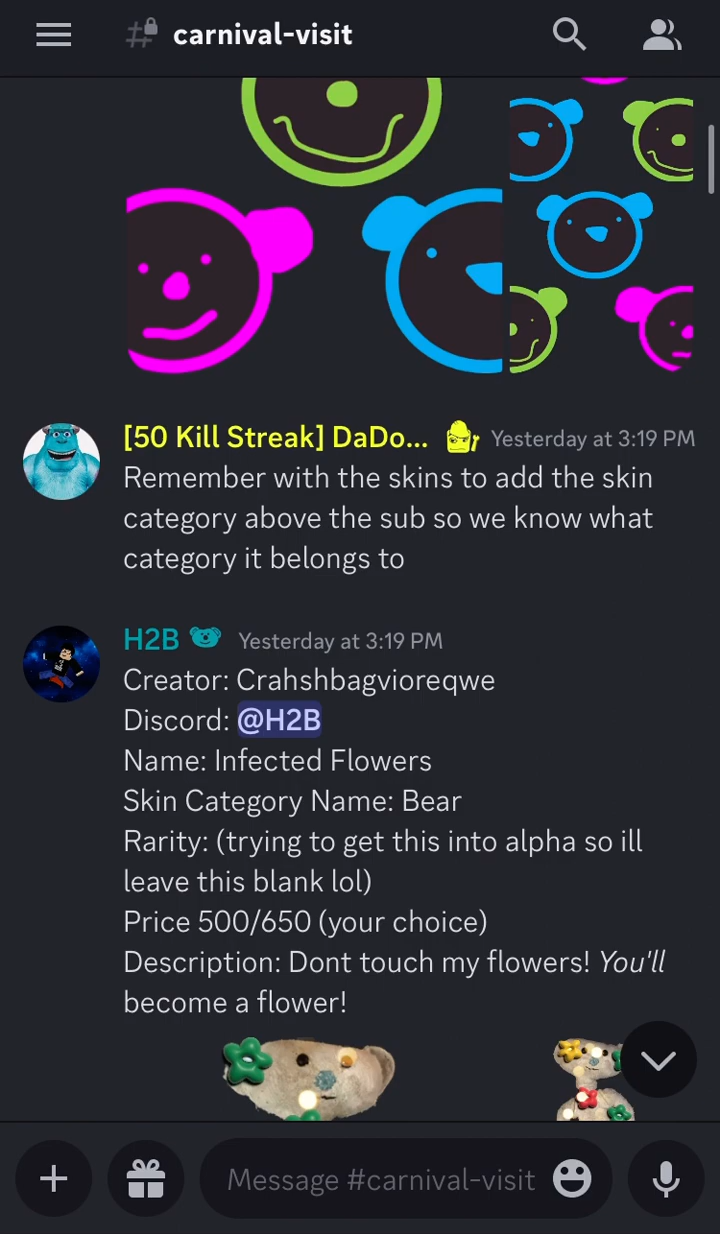 carnival-visit
[50 Kill Streak] DaDo... Yesterday at 3:19 PM
Remember with the skins to add the skin
category above the sub so we know what
category it belongs to
H2B Yesterday at 3:19 PM
Creator: Crahshbagvioreqwe
Discord: @H2B
Name: Infected Flowers
Skin Category Name: Bear
Rarity: (trying to get this into alpha so ill
leave this blank lol)
Price 500/650 (your choice)
Description: Dont touch my flowers! You'll
become a flower!
Message #carnival-visit